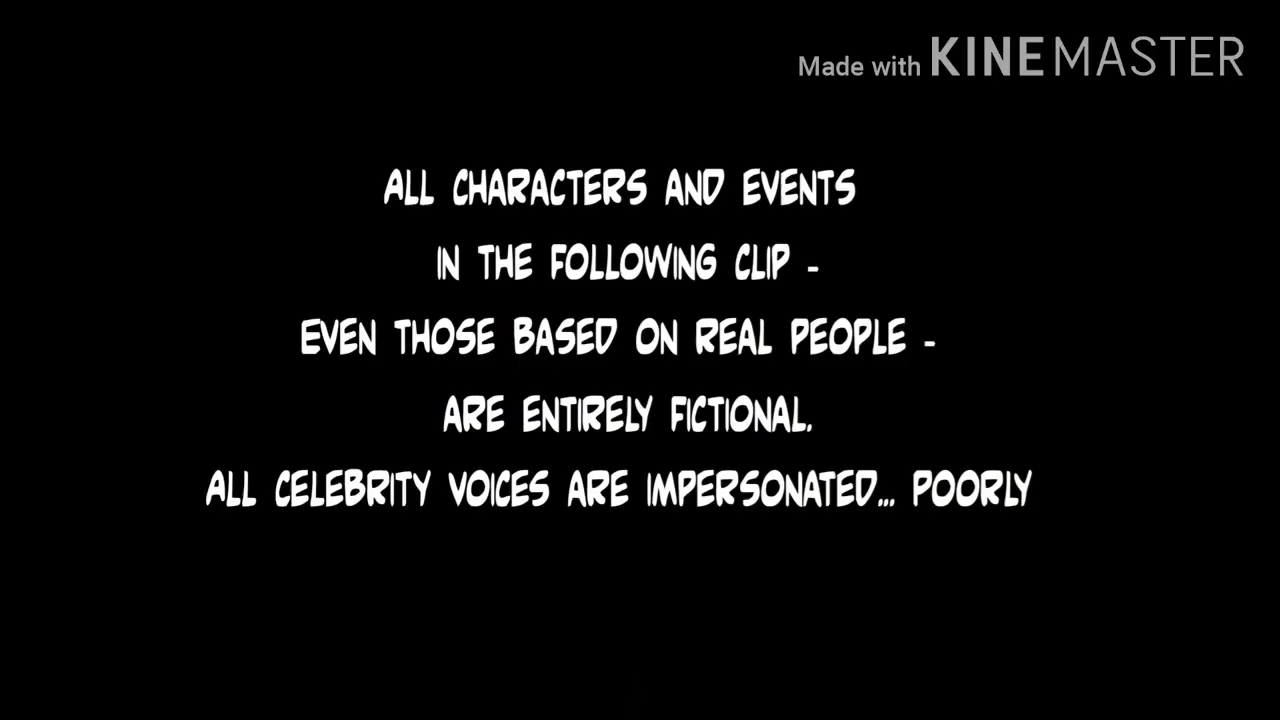 Made with KINEMASTER
ALL CHARACTERS AND EVENTS
IN THE FOLLOWING CLIP -
EVEN THOSE BASED ON REAL PEOPLE -
ARE ENTIRELY FICTIONAL.
ALL CELEBRITY VOICES ARE IMPERSONATED... POORLY